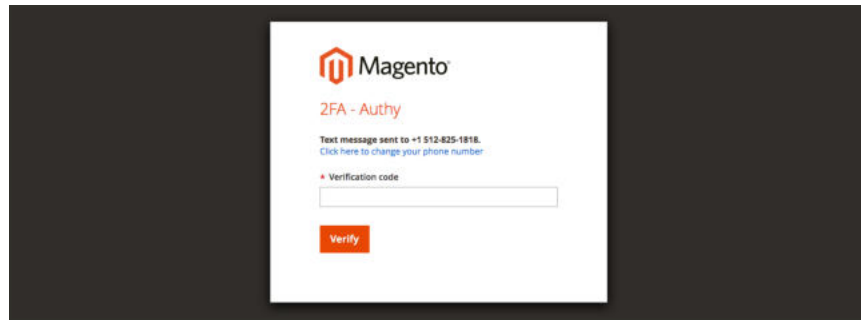 Magento
2FA - Authy
Text message sent to +1 512-825-1818.
Click here to change your phone number
* Verification code
Verify